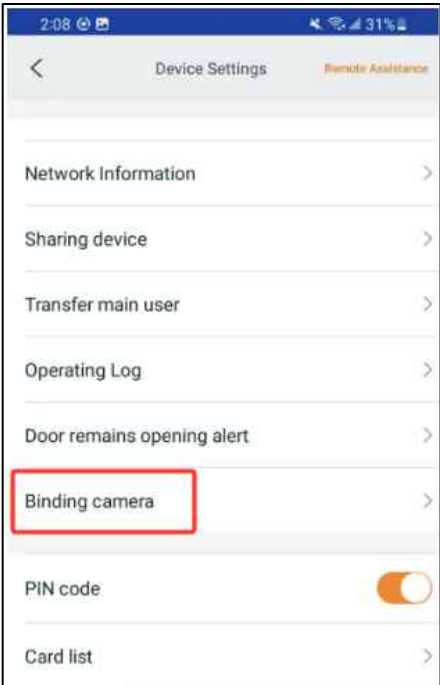 2:08 31%
Device Settings Remote Assistance
Network Information
Sharing device
Transfer main user
Operating Log
Door remains opening alert
Binding camera
PIN code
Card list